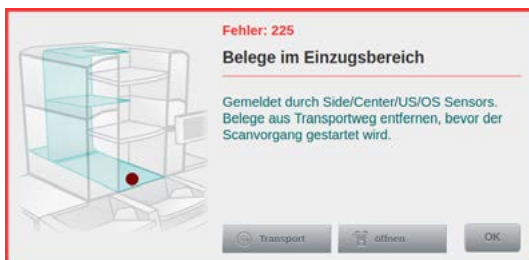 Fehler: 225
Belege im Einzugsbereich
Gemeldet durch Side/Center/US/OS Sensors.
Belege aus Transportweg entfernen, bevor der
Scanvorgang gestartet wird.
Transport
öffnen
OK